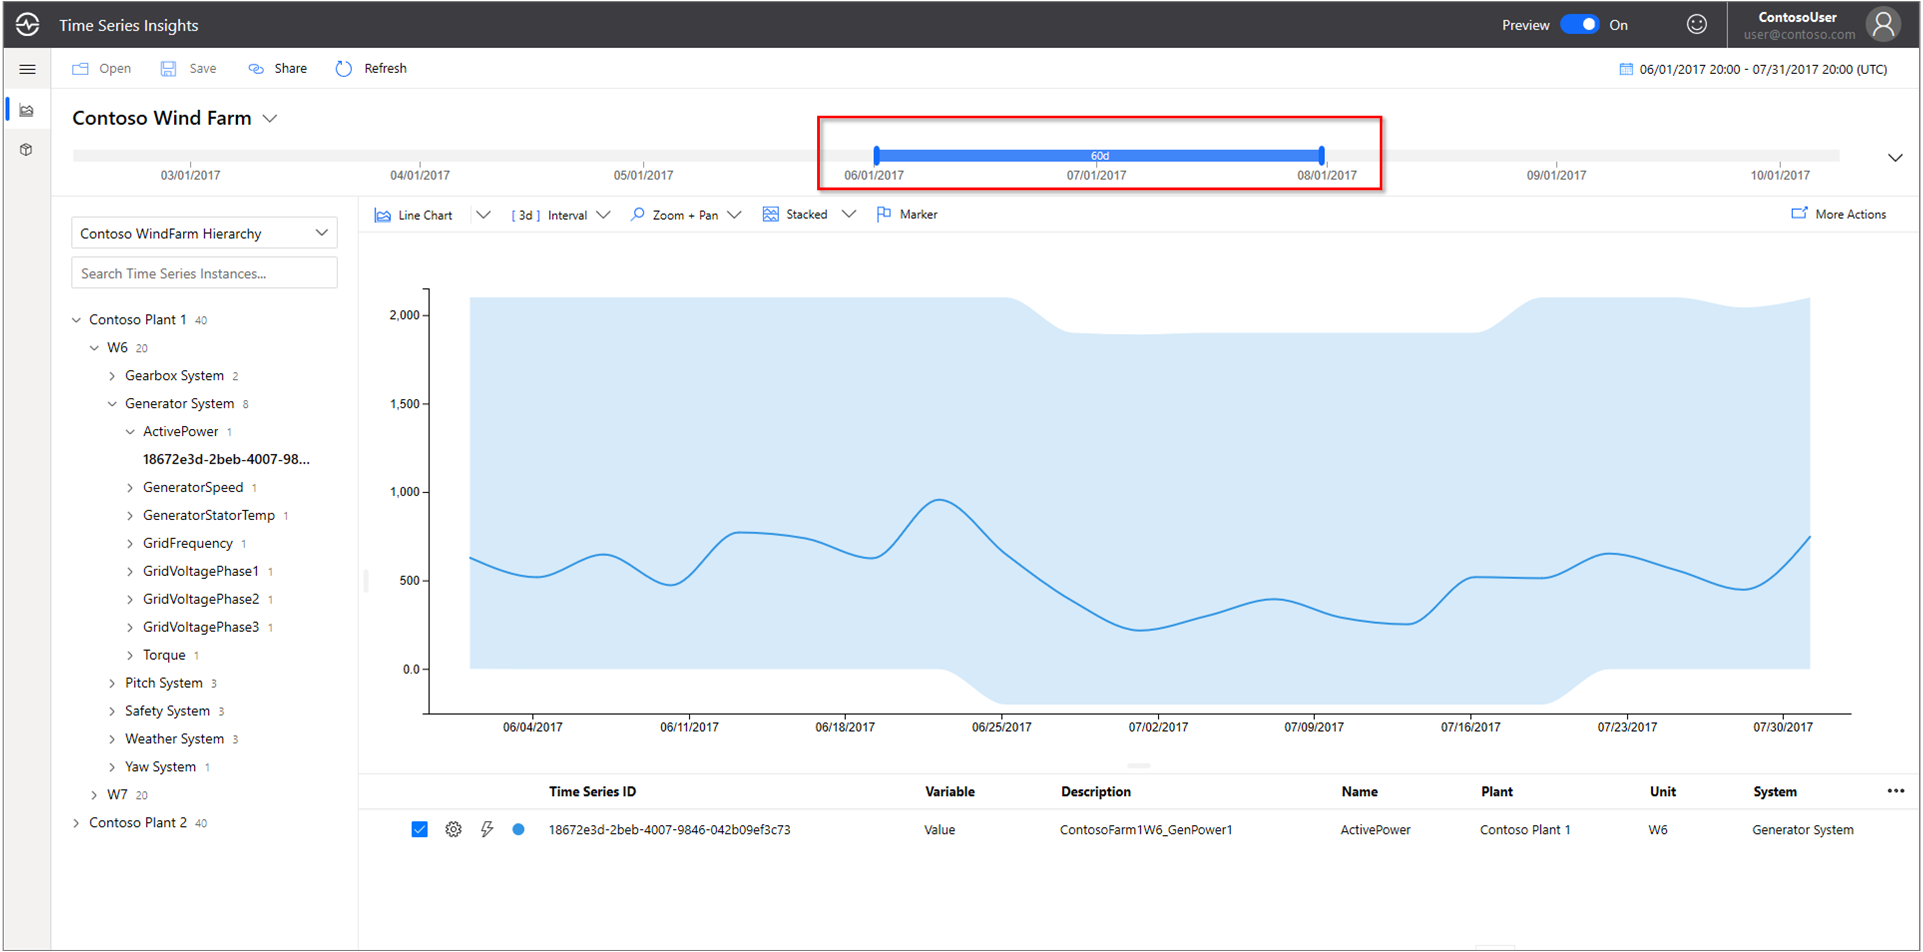 Time Series Insights
Preview On
ContosoUser
user@contoso.com
Open Save Share Refresh
06/01/2017 20:00 - 07/31/2017 20:00 (UTC)
Contoso Wind Farm
60d
03/01/2017 04/01/2017 05/01/2017 06/01/2017 07/01/2017 08/01/2017 09/01/2017 10/01/2017
Line Chart [ 3d ] Interval Zoom + Pan Stacked Marker More Actions
Contoso WindFarm Hierarchy
Search Time Series Instances...
Contoso Plant 1 40
W6 20
Gearbox System 2
Generator System 8
ActivePower 1
18672e3d-2beb-4007-98...
GeneratorSpeed 1
GeneratorStatorTemp 1
GridFrequency 1
GridVoltagePhase1 1
GridVoltagePhase2 1
GridVoltagePhase3 1
Torque 1
Pitch System 3
Safety System 3
Weather System 3
Yaw System 1
W7 20
Contoso Plant 2 40
2,000
1,500
1,000
500
0.0
06/04/2017 06/11/2017 06/18/2017 06/25/2017 07/02/2017 07/09/2017 07/16/2017 07/23/2017 07/30/2017
Time Series ID Variable Description Name Plant Unit System
18672e3d-2beb-4007-9846-042b09ef3c73 Value ContosoFarm1W6_GenPower1 ActivePower Contoso Plant 1 W6 Generator System